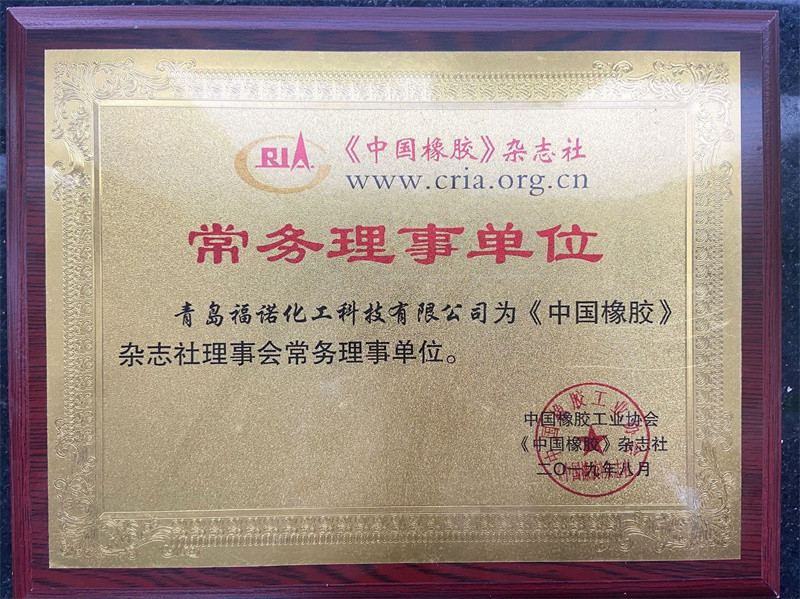 RIA 《中国橡胶》杂志社
www.cria.org.cn
常务理事单位
青岛福诺化工科技有限公司为《中国橡胶》
杂志社理事会常务理事单位。
中国橡胶工业协会
《中国橡胶》杂志社
二〇一九年八月